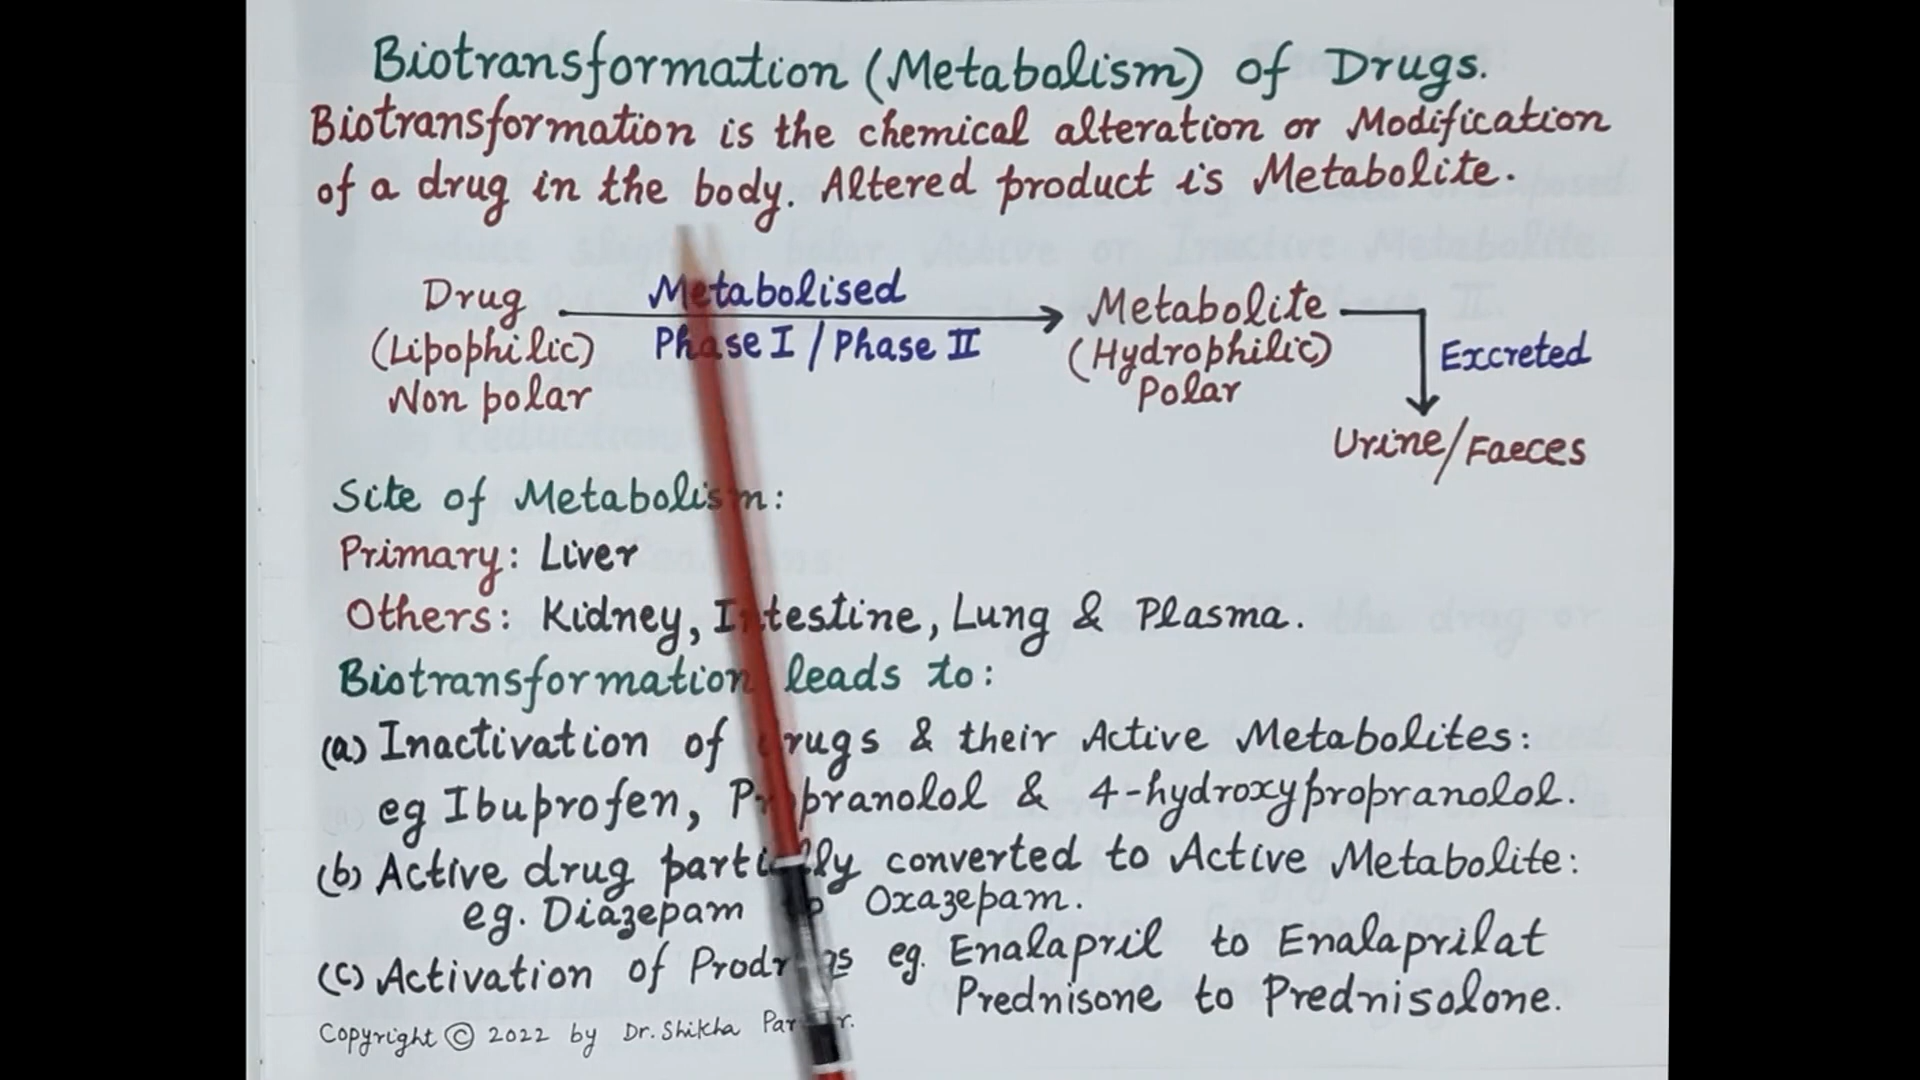 Biotransformation (Metabolism) of Drugs.
Biotransformation is the chemical alteration or Modification
of a drug in the body. Altered product is Metabolite.
Drug
(Lipophilic)
Non polar
Metabolised
Phase I / Phase II
Metabolite
(Hydrophilic)
Polar
Excreted
Urine/Faeces
Site of Metabolism:
Primary: Liver
Others: Kidney, Intestine, Lung & Plasma.
Biotransformation leads to:
(a) Inactivation of drugs & their Active Metabolites:
eg Ibuprofen, Propranolol & 4-hydroxypropranolol.
(b) Active drug partially converted to Active Metabolite:
eg. Diazepam to Oxazepam.
(c) Activation of Prodrugs eg. Enalapril to Enalaprilat
Prednisone to Prednisolone.
Copyright © 2022 by Dr. Shikha